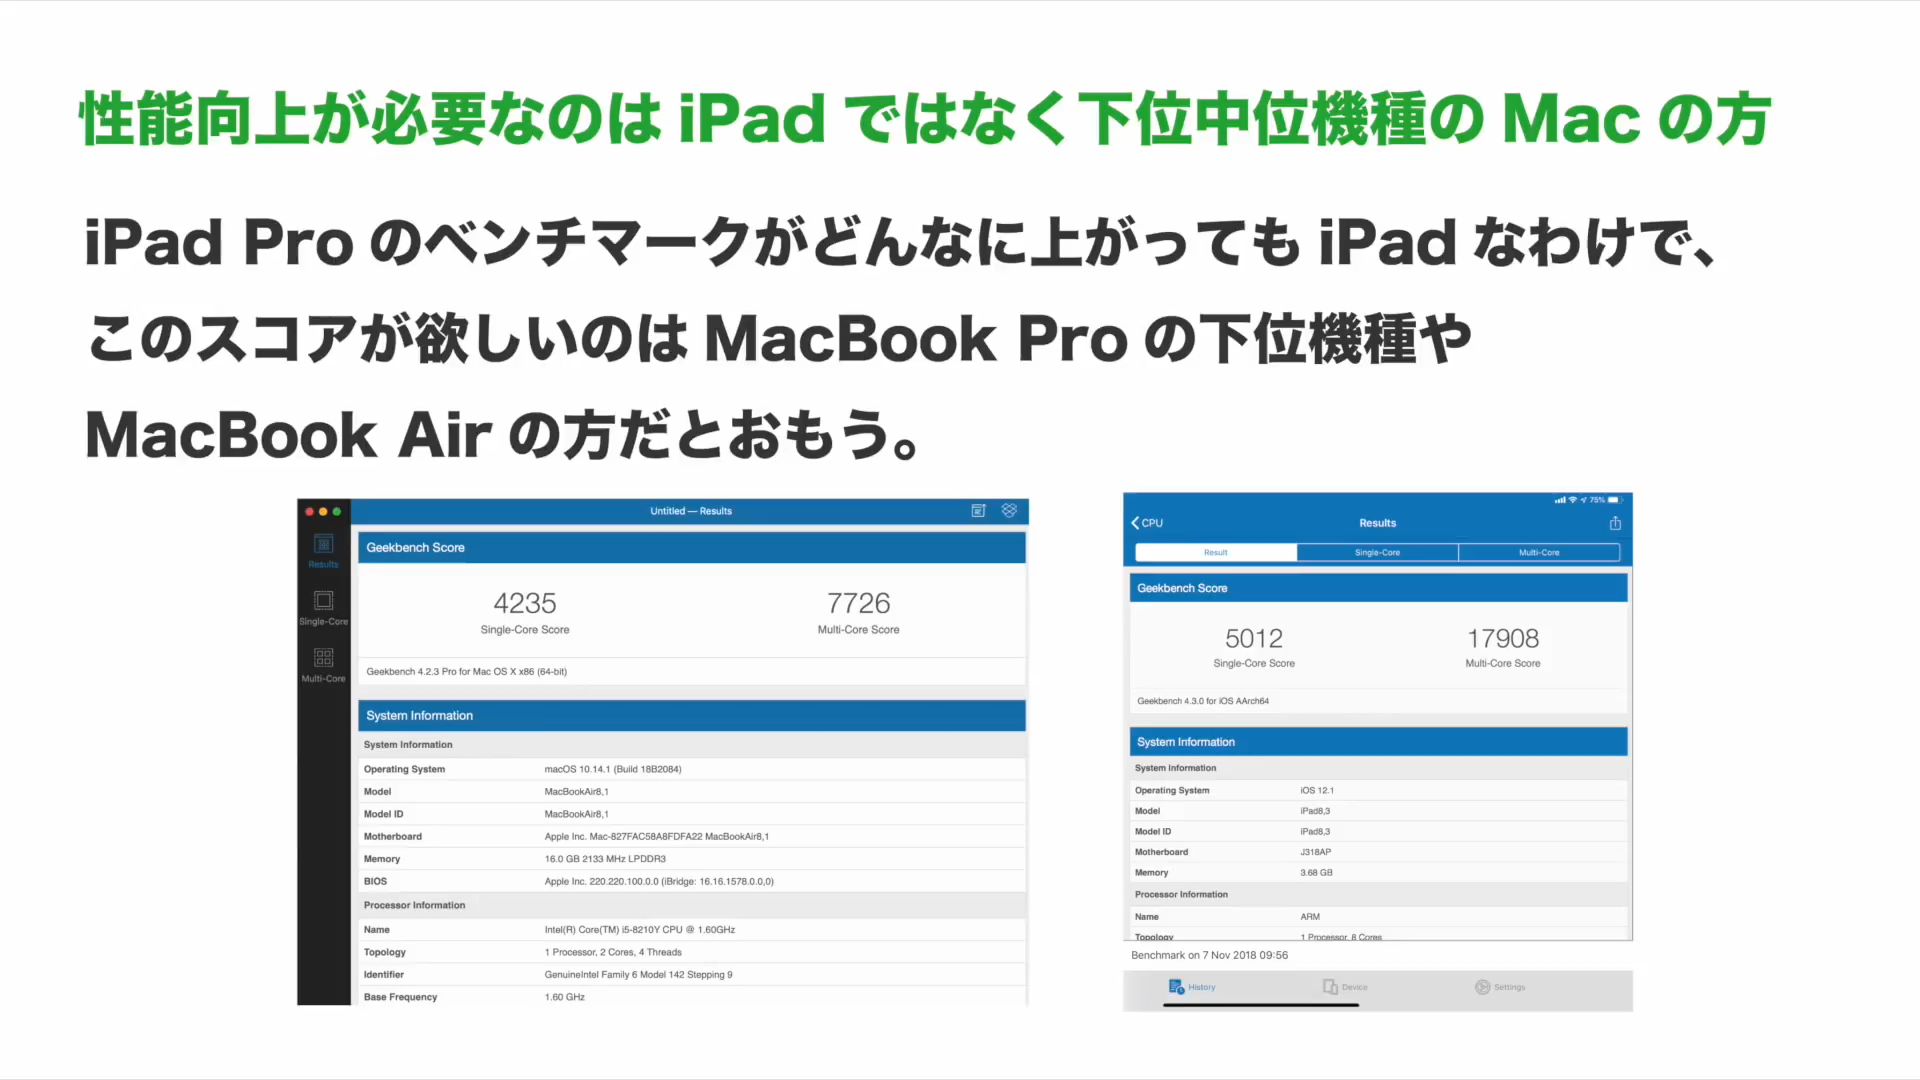 性能向上が必要なのは iPad ではなく下位中位機種の Mac の方
iPad Pro のベンチマークがどんなに上がっても iPad なわけで、
このスコアが欲しいのは MacBook Pro の下位機種や
MacBook Air の方だとおもう。
Untitled — Results
Results
Single-Core
Multi-Core
Geekbench Score
4235
7726
Single-Core Score
Multi-Core Score
Geekbench 4.2.3 Pro for Mac OS X x86 (64-bit)
System Information
System Information
Operating System macOS 10.14.1 (Build 18B2084)
Model MacBookAir8,1
Model ID MacBookAir8,1
Motherboard Apple Inc. Mac-827FAC58A8FDFA22 MacBookAir8,1
Memory 16.0 GB 2133 MHz LPDDR3
BIOS Apple Inc. 220.220.100.0.0 (iBridge: 16.16.1578.0.0,0)
Processor Information
Name Intel(R) Core(TM) i5-8210Y CPU @ 1.60GHz
Topology 1 Processor, 2 Cores, 4 Threads
Identifier GenuineIntel Family 6 Model 142 Stepping 9
Base Frequency 1.60 GHz
75%
CPU Results
Result Single-Core Multi-Core
Geekbench Score
5012
17908
Single-Core Score
Multi-Core Score
Geekbench 4.3.0 for iOS AArch64
System Information
System Information
Operating System iOS 12.1
Model iPad8,3
Model ID iPad8,3
Motherboard J318AP
Memory 3.68 GB
Processor Information
Name ARM
Topology 1 Processor, 8 Cores
Benchmark on 7 Nov 2018 09:56
History Device Settings